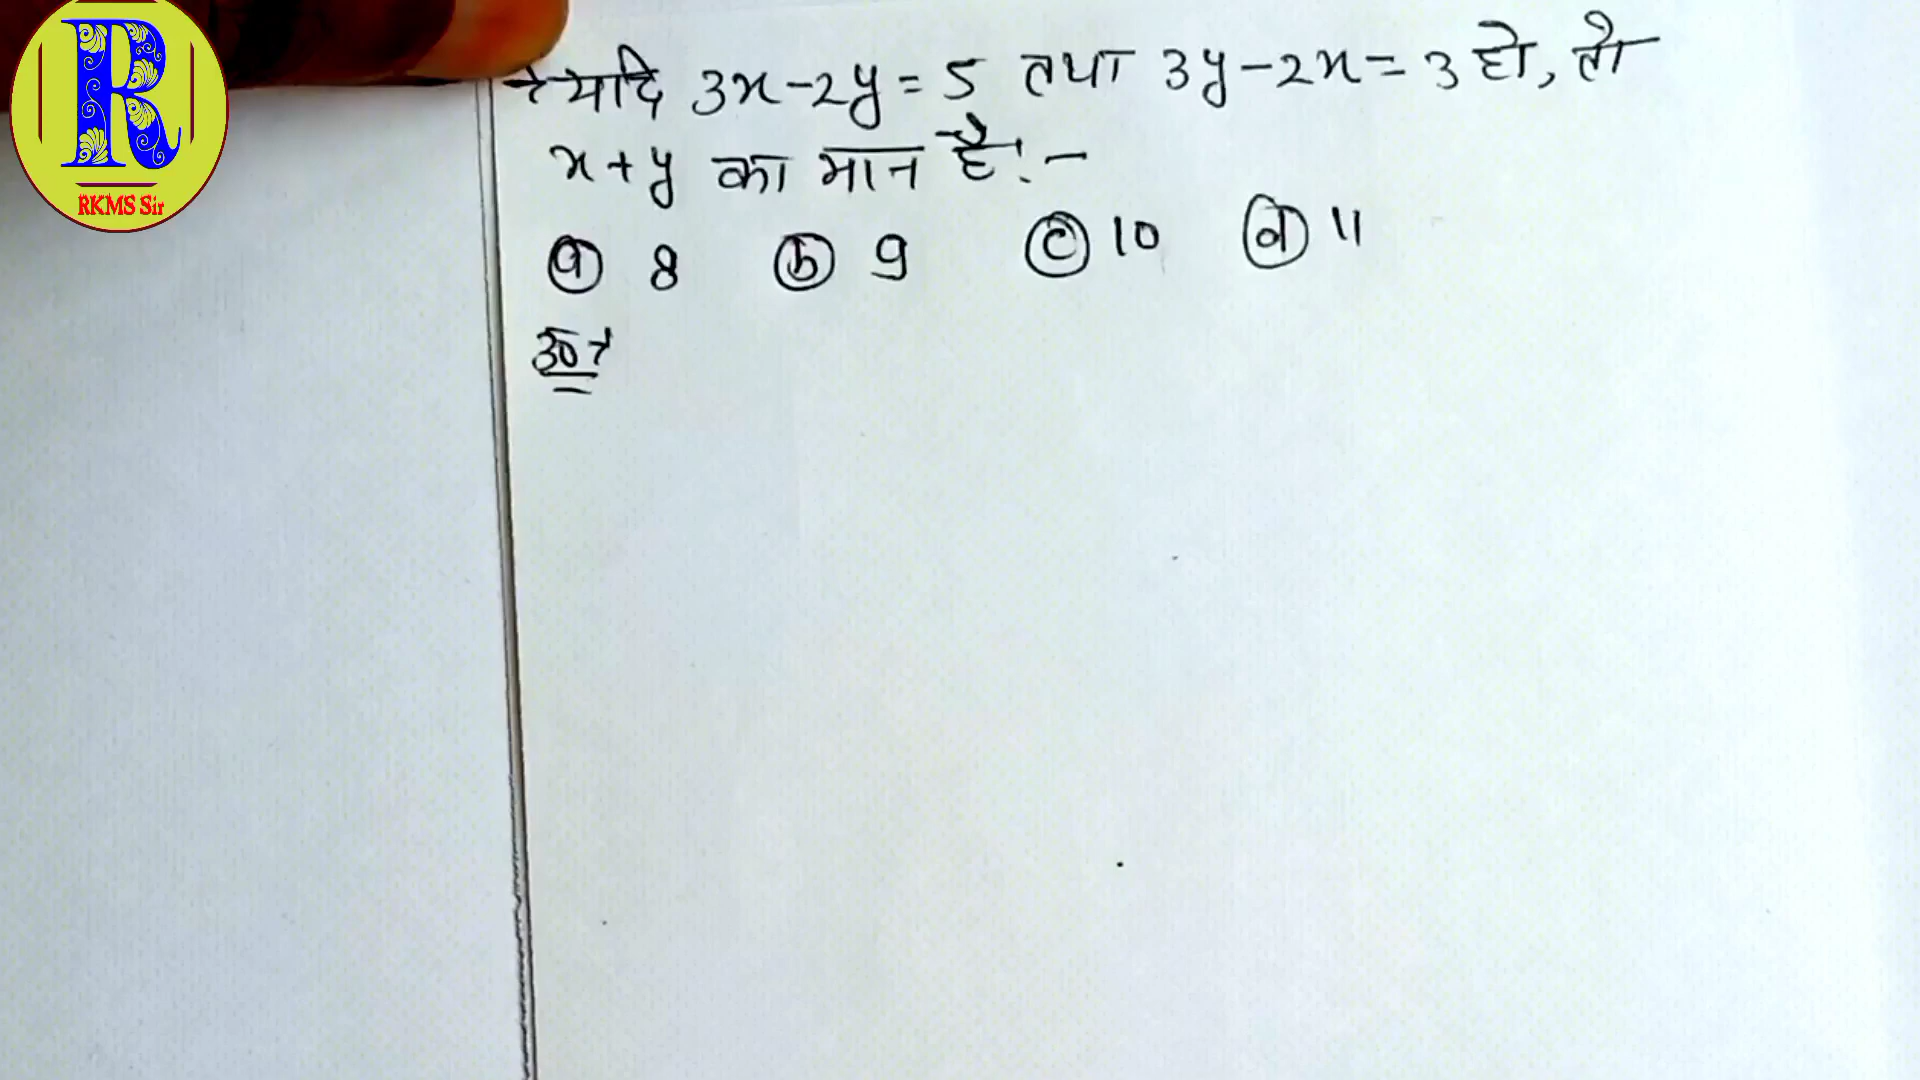 R
RKMS Sir
→ यदि 3x-2y=5 तथा 3y-2x=3 हो, तो
x+y का मान है:-
(a) 8 (b) 9 (c) 10 (d) 11
उ०→